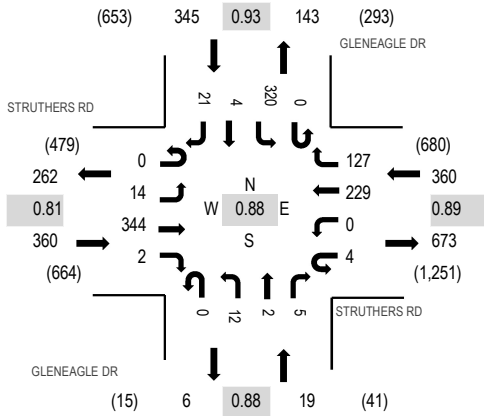 (653) 345 0.93 143 (293)
GLENEAGLE DR
STRUTHERS RD
21 4 320 0
(479)
262
0.81
360
(664)
0
14
344
2
N
W 0.88 E
S
127
229
0
4
(680)
360
0.89
673
(1,251)
0 12 2 5
STRUTHERS RD
GLENEAGLE DR
(15) 6 0.88 19 (41)